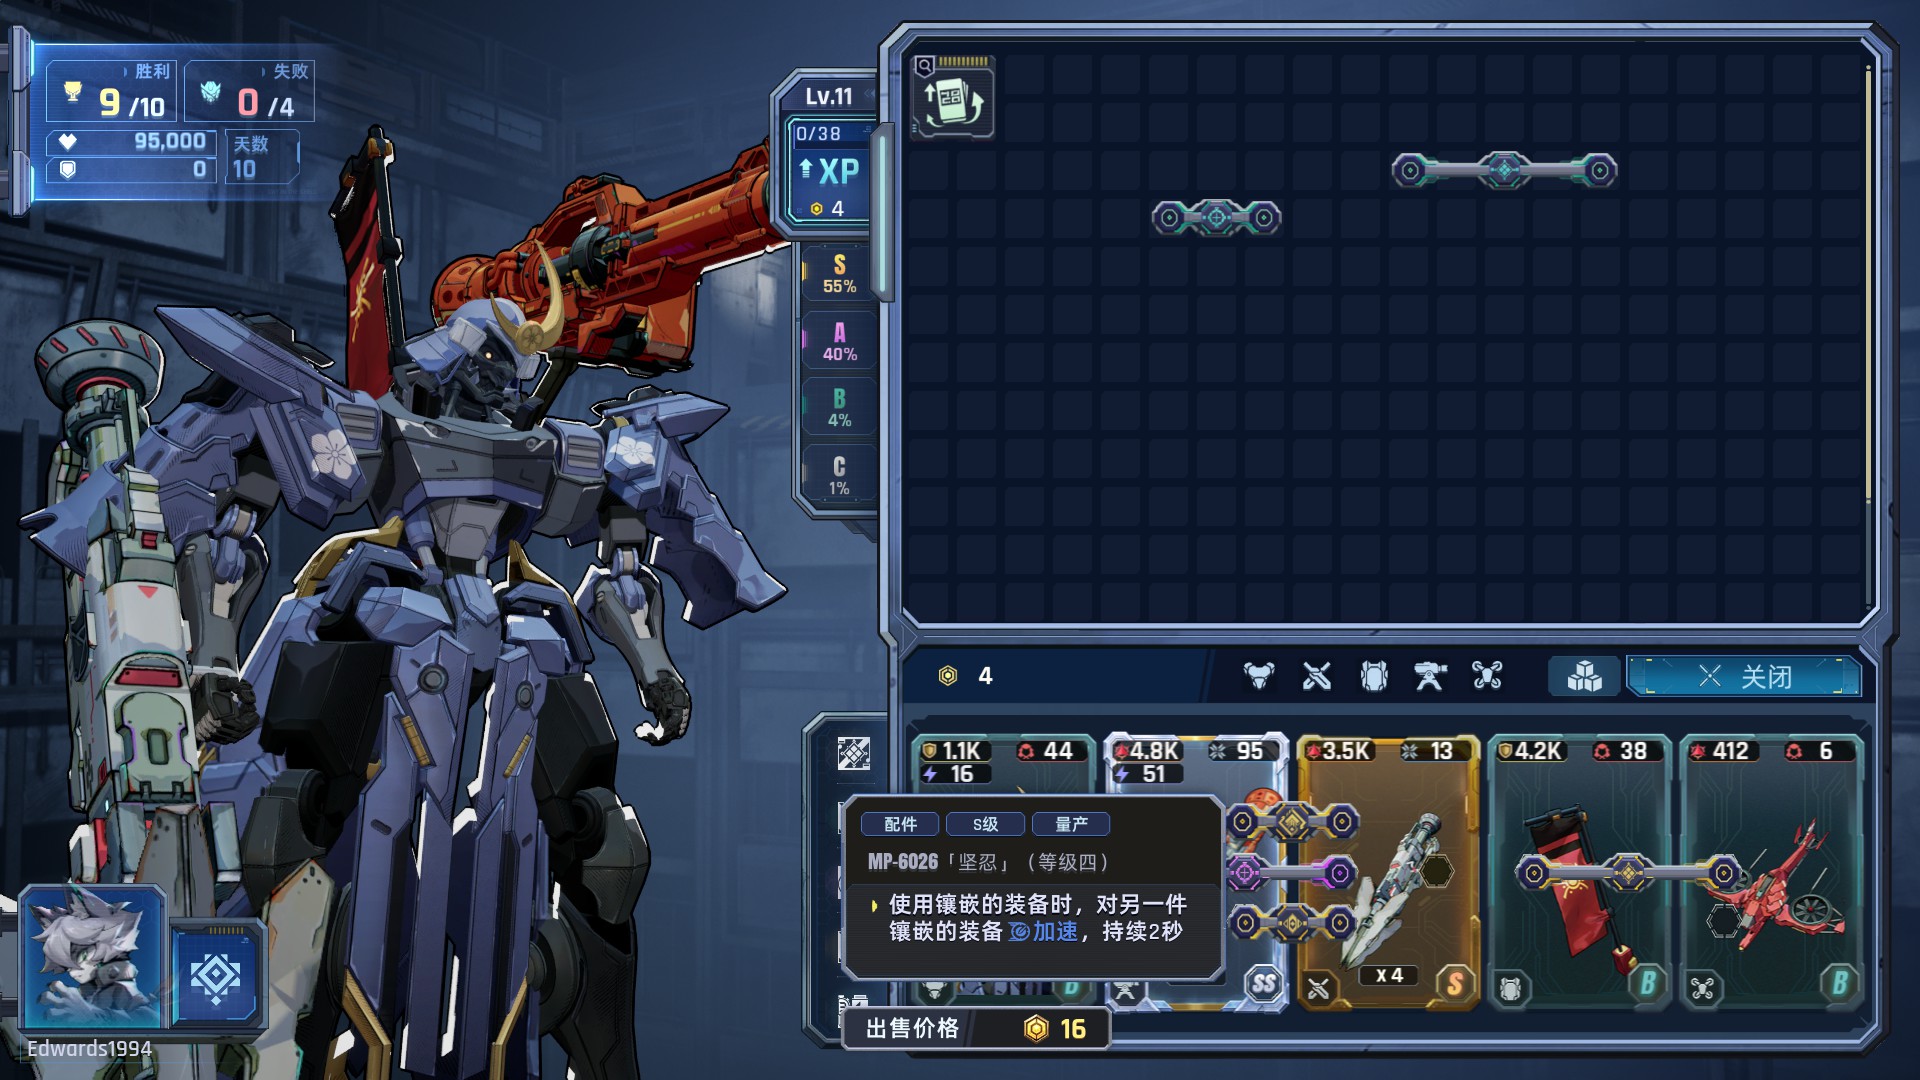 胜利
9/10
失败
0/4
95,000
0
天数
10
Lv.11
0/38
XP
4
S
55%
A
40%
B
4%
C
1%
4
关闭
1.1K
44
16
4.8K
95
51
3.5K
13
4.2K
38
412
6
配件
S级
量产
MP-6026「坚忍」（等级四）
使用镶嵌的装备时，对另一件
镶嵌的装备加速，持续2秒
B
SS
x4
S
B
B
出售价格
16
Edwards1994